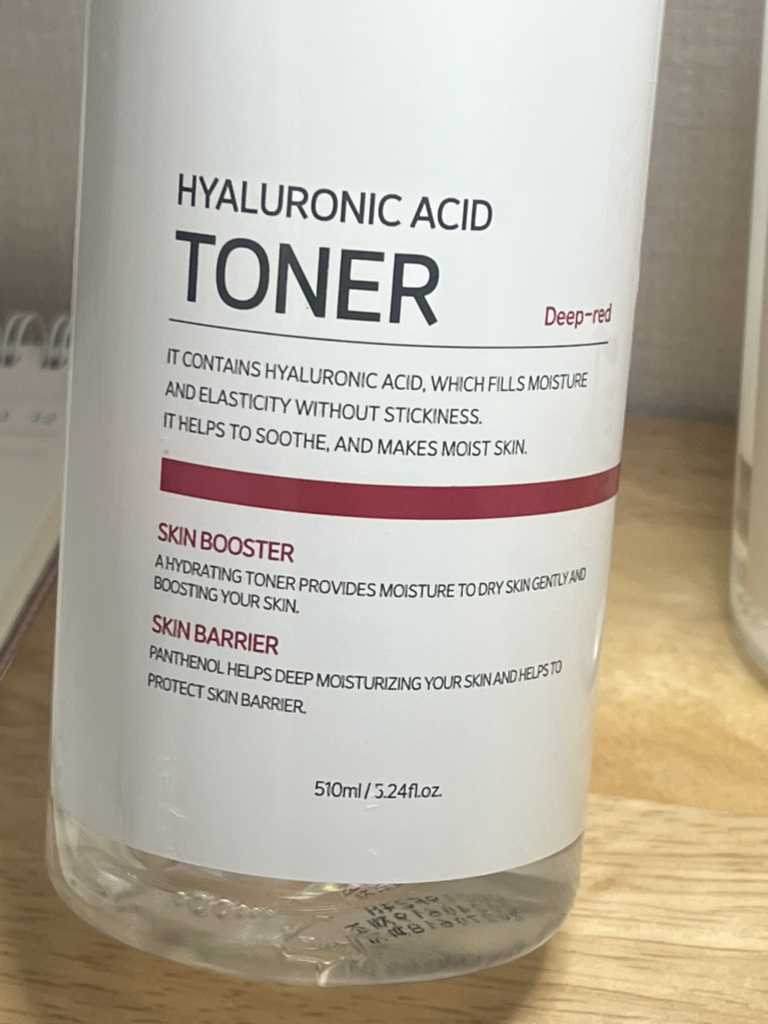 HYALURONIC ACID
TONER
Deep-red
IT CONTAINS HYALURONIC ACID, WHICH FILLS MOISTURE
AND ELASTICITY WITHOUT STICKINESS.
IT HELPS TO SOOTHE, AND MAKES MOIST SKIN.
SKIN BOOSTER
A HYDRATING TONER PROVIDES MOISTURE TO DRY SKIN GENTLY AND
BOOSTING YOUR SKIN.
SKIN BARRIER
PANTHENOL HELPS DEEP MOISTURIZING YOUR SKIN AND HELPS TO
PROTECT SKIN BARRIER.
510ml / 5.24fl.oz.